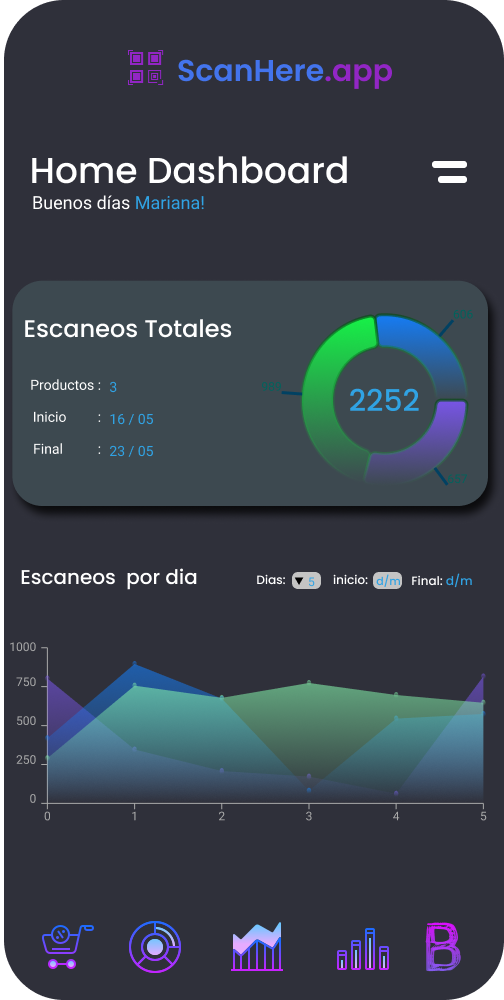 ScanHere.app
Home Dashboard
Buenos días Mariana!
Escaneos Totales
Productos : 3
Inicio : 16 / 05
Final : 23 / 05
2252
Escaneos por dia
Dias: 5 inicio: d/m Final: d/m
1000
750
500
250
0
0 1 2 3 4 5
B